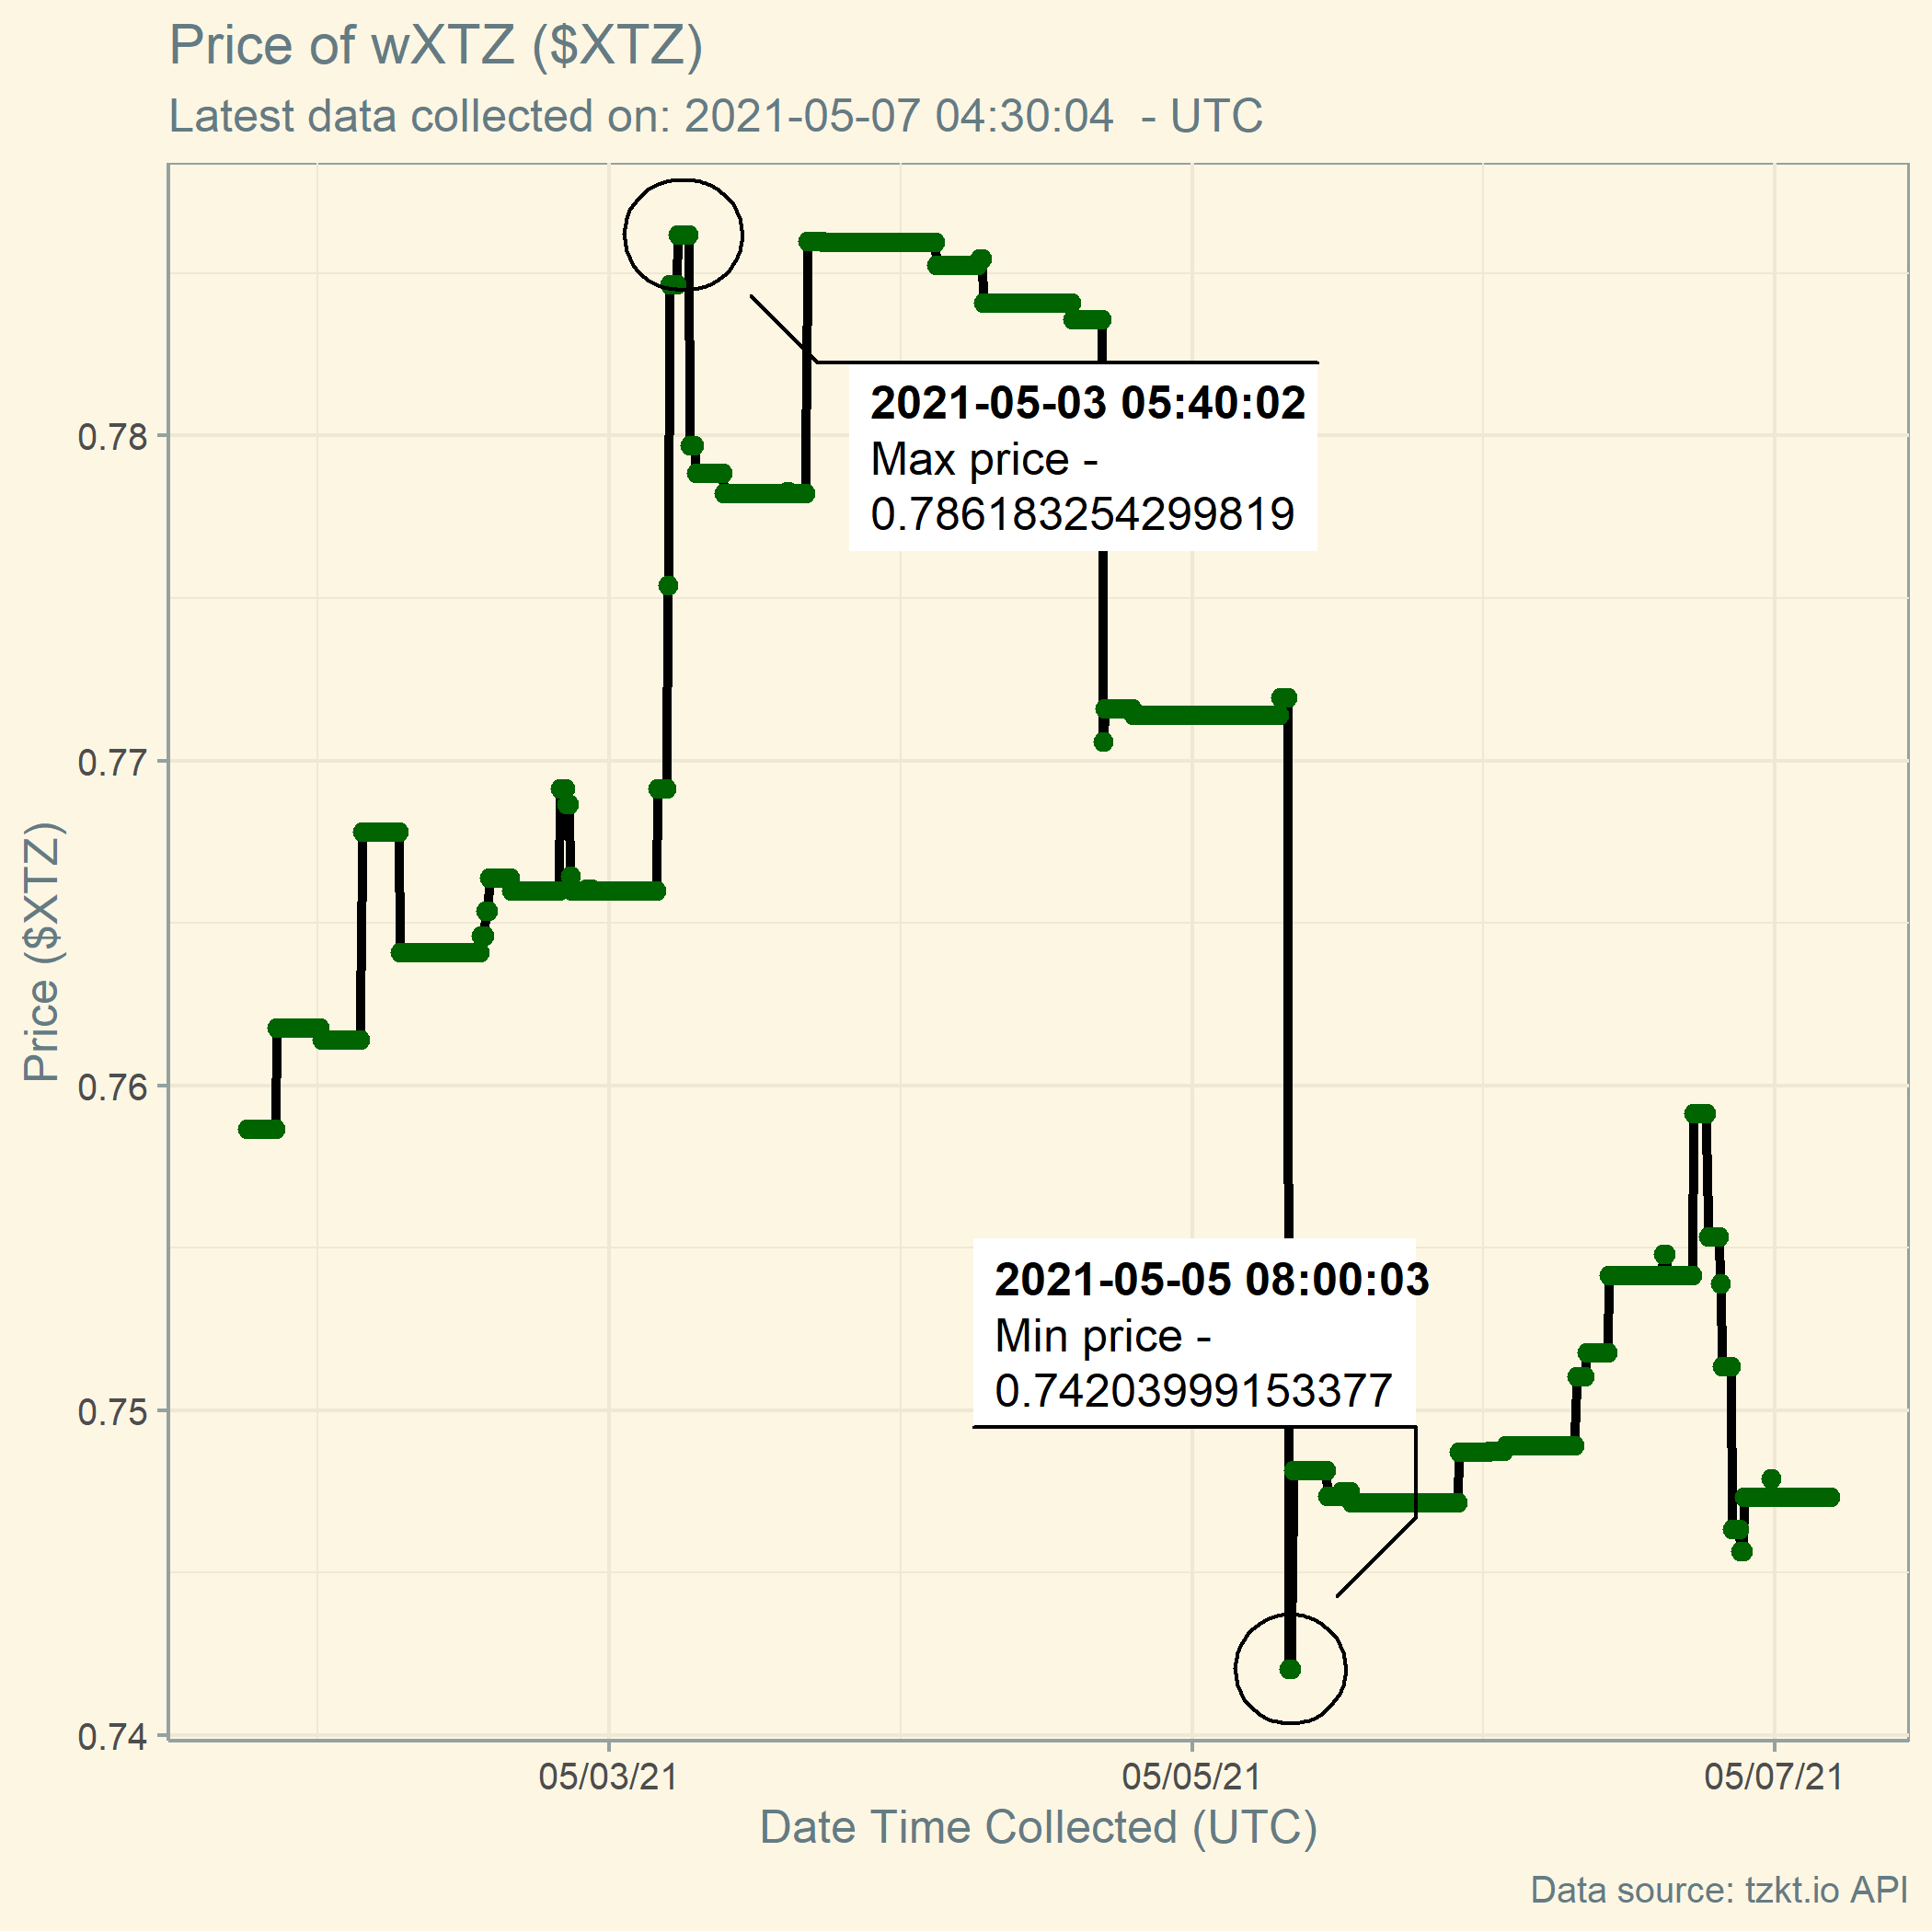 Price of wXTZ ($XTZ)
Latest data collected on: 2021-05-07 04:30:04  - UTC
2021-05-03 05:40:02
Max price -
0.786183254299819
0.78
0.77
Price ($XTZ)
0.76
2021-05-05 08:00:03
Min price -
0.74203999153377
0.75
0.74
05/03/21
05/05/21
05/07/21
Date Time Collected (UTC)
Data source: tzkt.io API